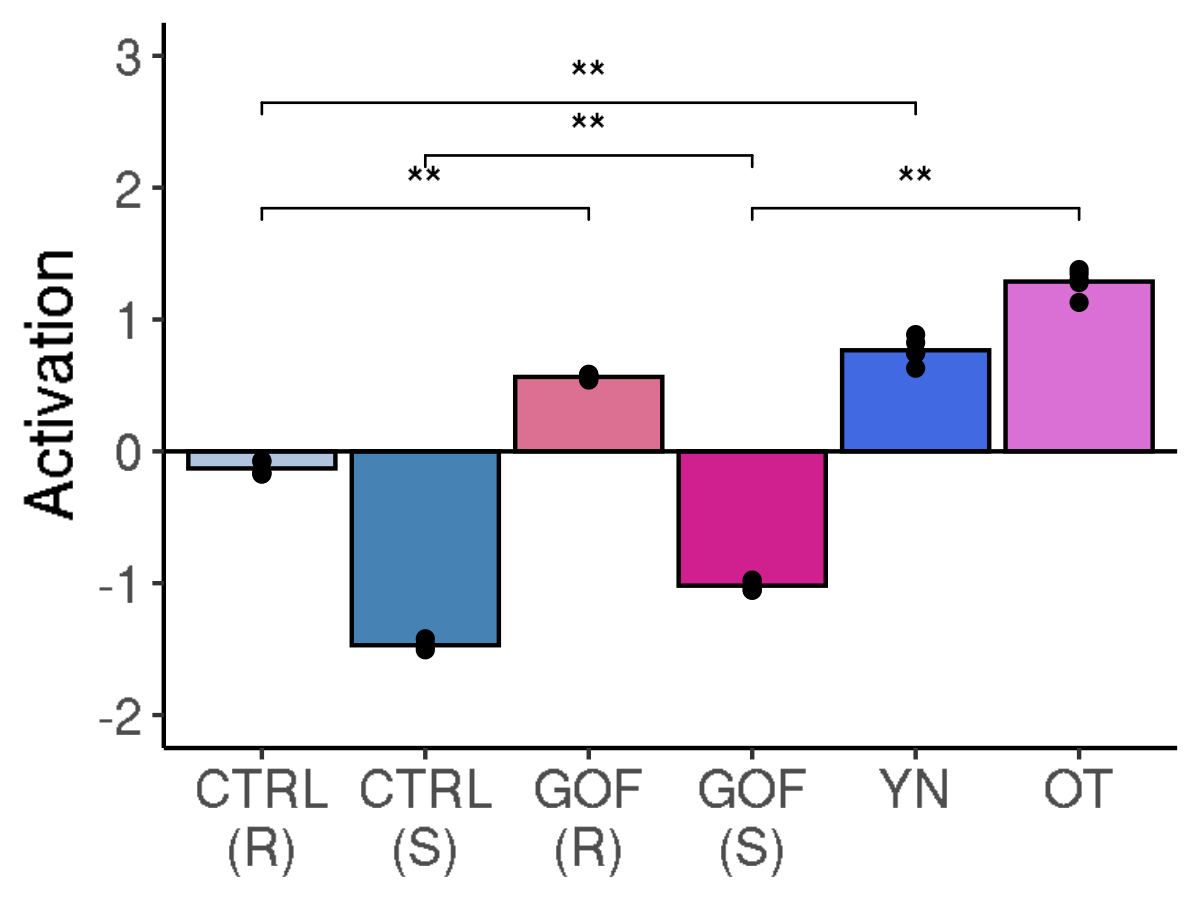 Activation
3
2
1
0
-1
-2
**
**
**
**
CTRL
(R)
CTRL
(S)
GOF
(R)
GOF
(S)
YN
OT